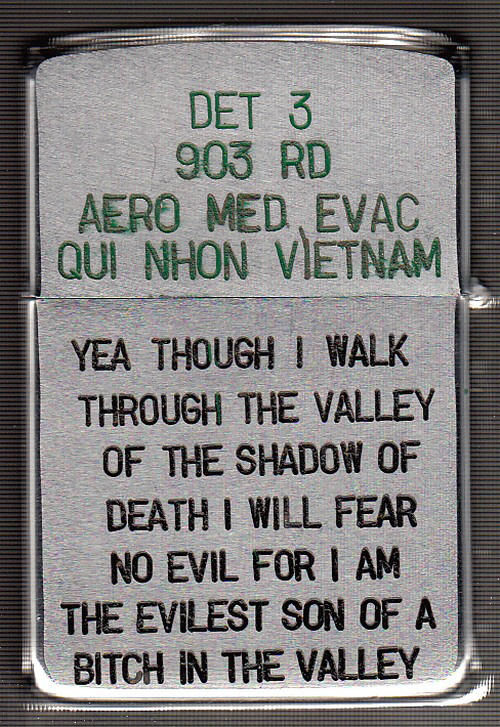 DET 3
903 RD
AERO MED EVAC
QUI NHON VIETNAM
YEA THOUGH I WALK
THROUGH THE VALLEY
OF THE SHADOW OF
DEATH I WILL FEAR
NO EVIL FOR I AM
THE EVILEST SON OF A
BITCH IN THE VALLEY